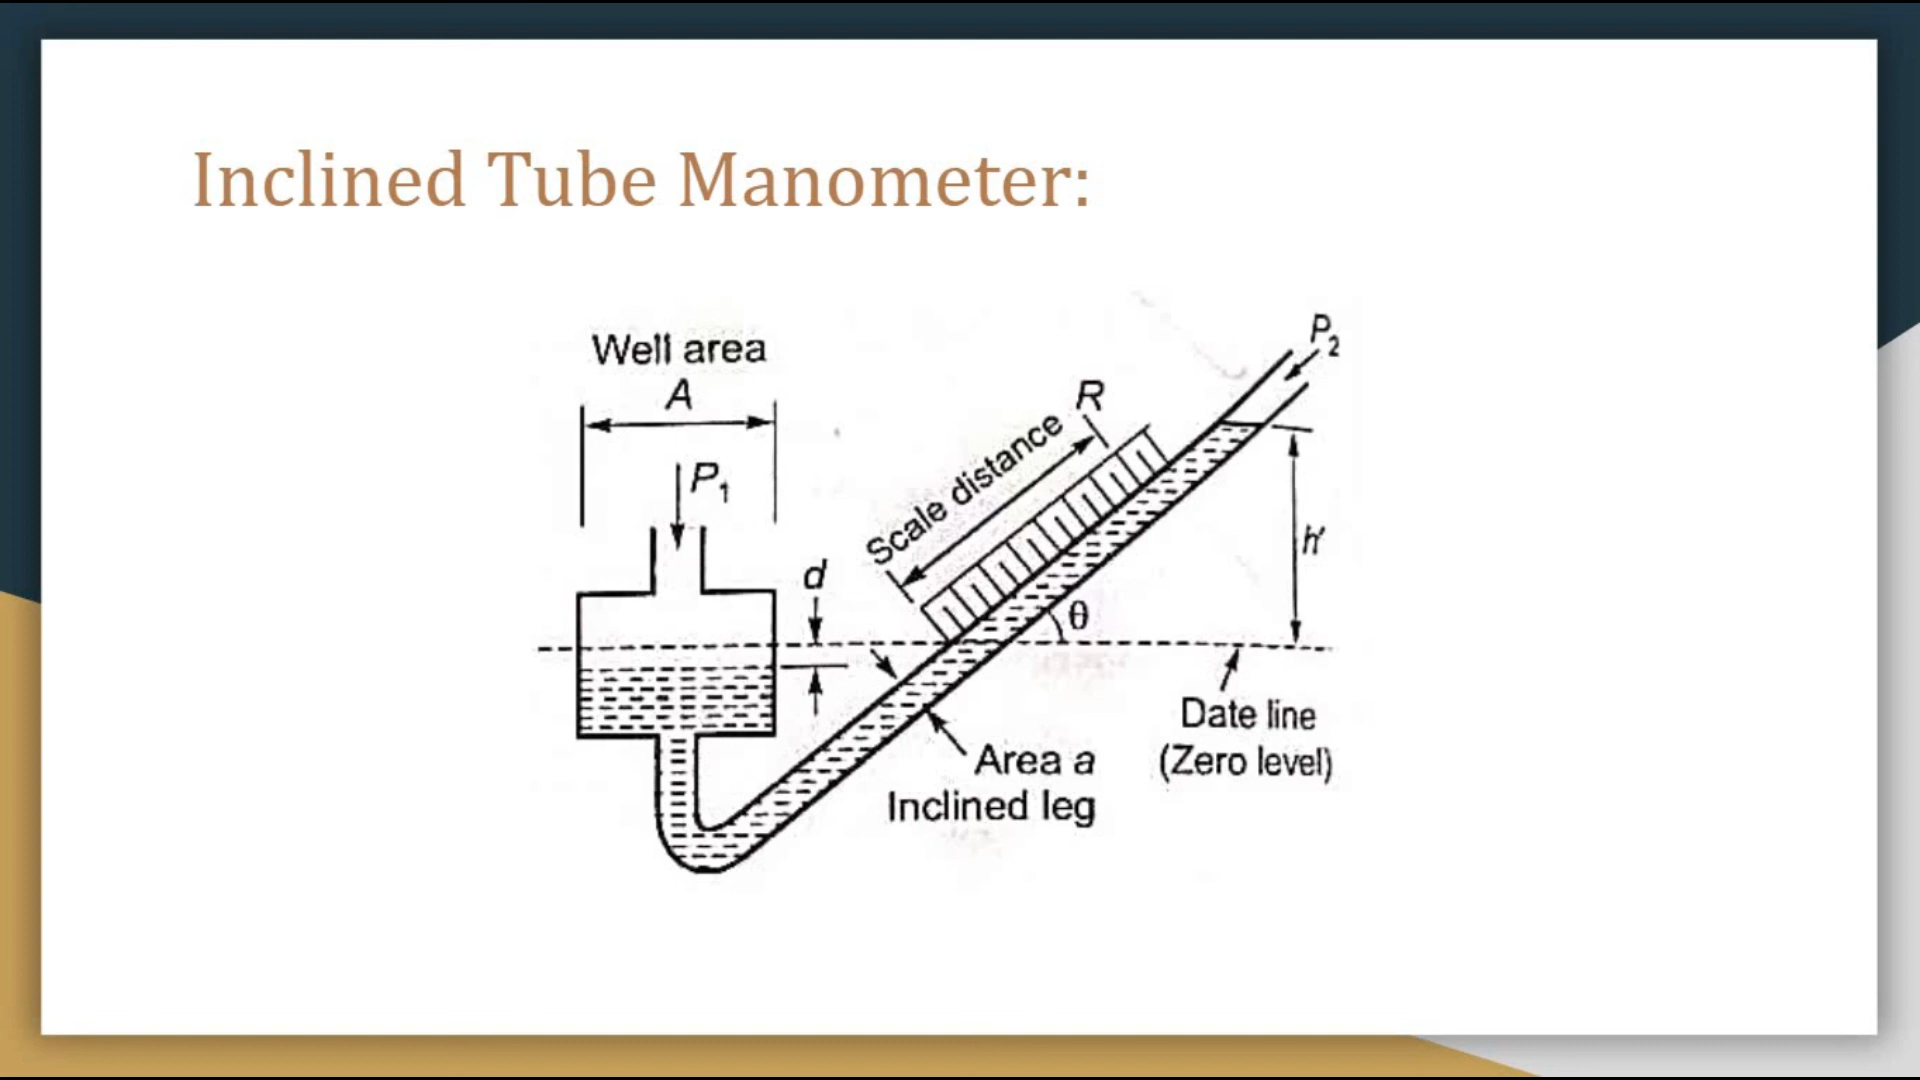 Inclined Tube Manometer:
Well area
A
P1
d
Scale distance R
P2
h'
θ
Date line
(Zero level)
Area a
Inclined leg